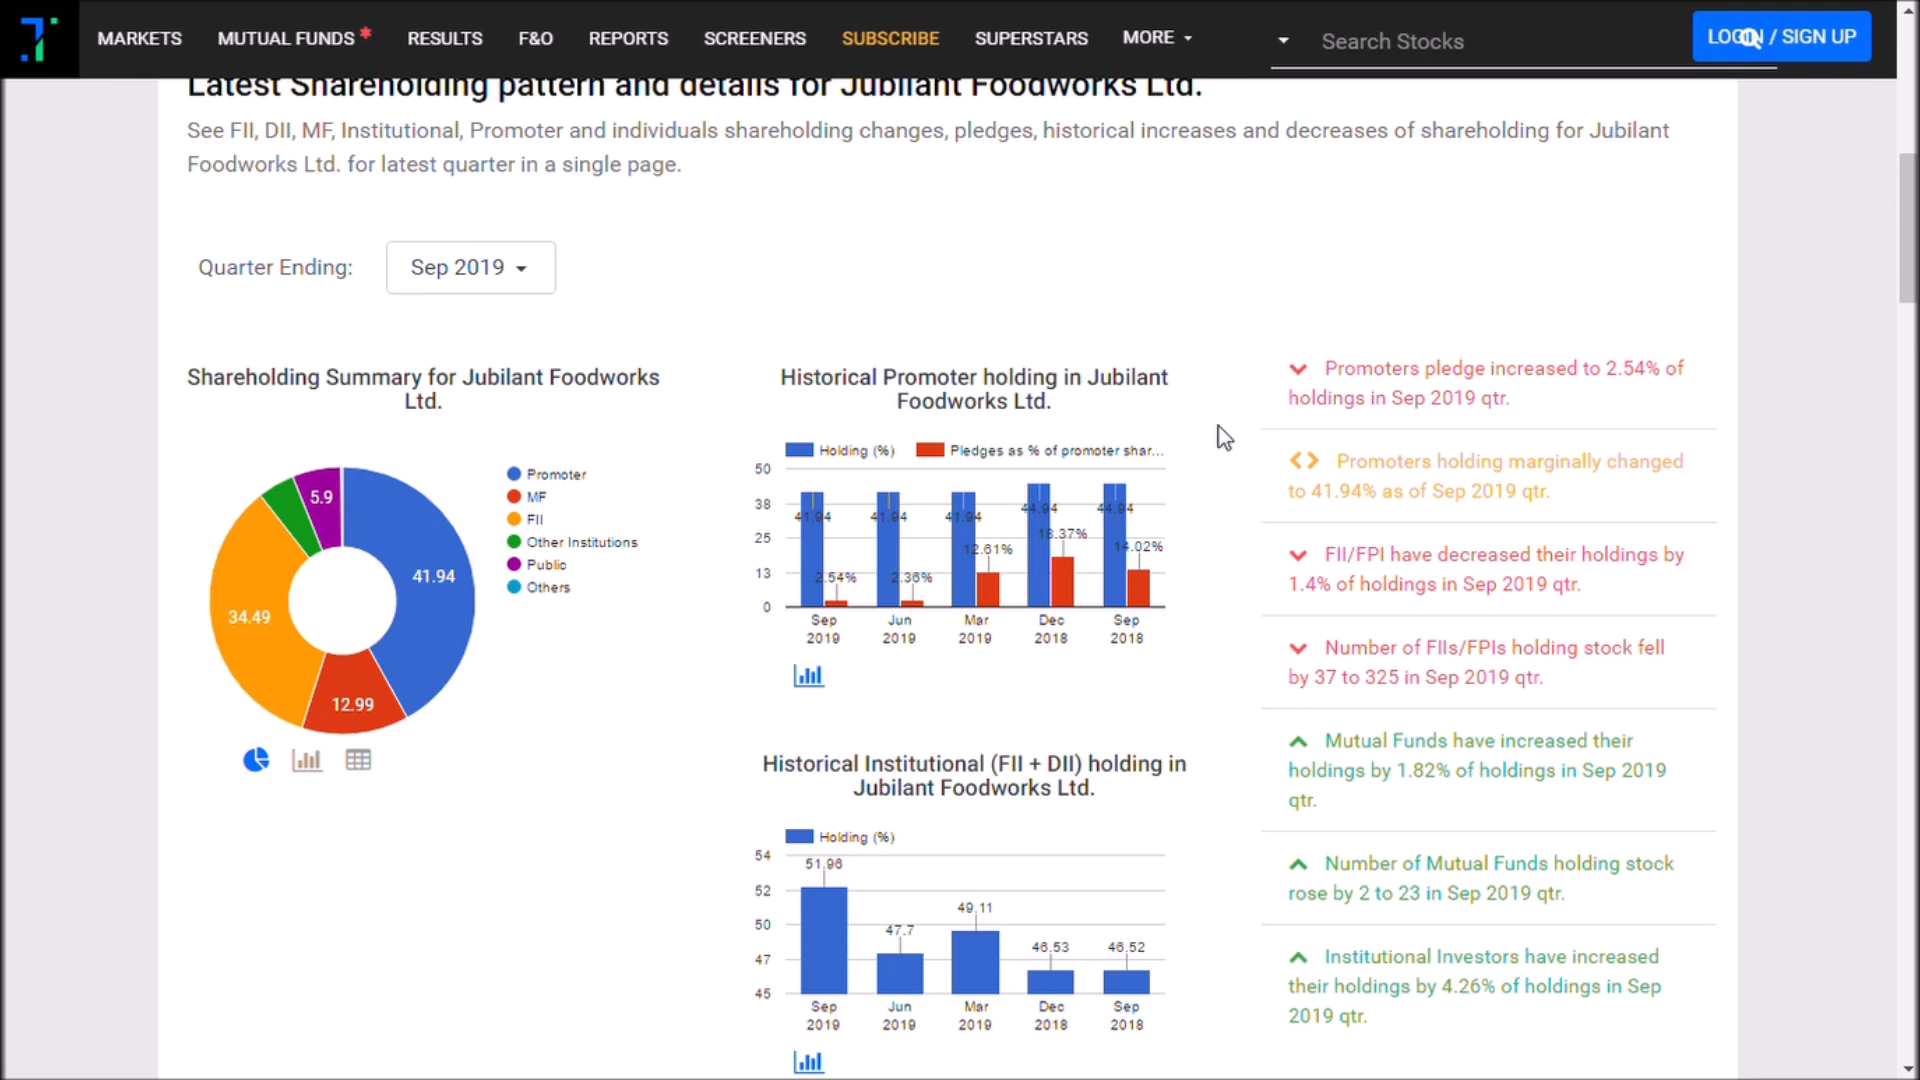 MARKETS MUTUAL FUNDS * RESULTS F&O REPORTS SCREENERS SUBSCRIBE SUPERSTARS MORE Search Stocks LOGIN / SIGN UP
Latest Shareholding pattern and details for Jubilant Foodworks Ltd.
See FII, DII, MF, Institutional, Promoter and individuals shareholding changes, pledges, historical increases and decreases of shareholding for Jubilant
Foodworks Ltd. for latest quarter in a single page.
Quarter Ending: Sep 2019
Shareholding Summary for Jubilant Foodworks
Ltd.
5.9
41.94
34.49
12.99
Promoter
MF
FII
Other Institutions
Public
Others
Historical Promoter holding in Jubilant
Foodworks Ltd.
Holding (%) Pledges as % of promoter shar...
50
38
25
13
0
41.94 41.94 41.94 44.94 44.94
2.54% 2.36% 12.61% 18.37% 14.02%
Sep Jun Mar Dec Sep
2019 2019 2019 2018 2018
Historical Institutional (FII + DII) holding in
Jubilant Foodworks Ltd.
Holding (%)
54
52
50
47
45
51.96 47.7 49.11 46.53 46.52
Sep Jun Mar Dec Sep
2019 2019 2019 2018 2018
Promoters pledge increased to 2.54% of
holdings in Sep 2019 qtr.
Promoters holding marginally changed
to 41.94% as of Sep 2019 qtr.
FII/FPI have decreased their holdings by
1.4% of holdings in Sep 2019 qtr.
Number of FIIs/FPIs holding stock fell
by 37 to 325 in Sep 2019 qtr.
Mutual Funds have increased their
holdings by 1.82% of holdings in Sep 2019
qtr.
Number of Mutual Funds holding stock
rose by 2 to 23 in Sep 2019 qtr.
Institutional Investors have increased
their holdings by 4.26% of holdings in Sep
2019 qtr.